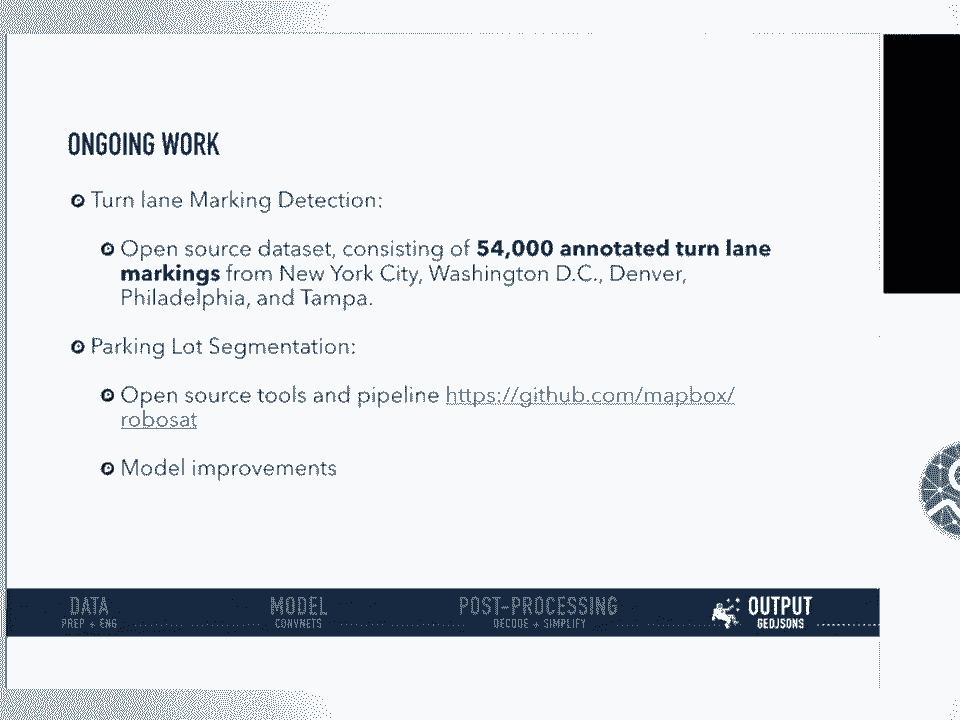 ONGOING WORK
Turn lane Marking Detection:
Open source dataset, consisting of 54,000 annotated turn lane
markings from New York City, Washington D.C., Denver,
Philadelphia, and Tampa.
Parking Lot Segmentation:
Open source tools and pipeline https://github.com/mapbox/
robosat
Model improvements
DATA MODEL POST-PROCESSING OUTPUT
PREP + ENG CONVNETS DECODE + SIMPLIFY GEOJSONS